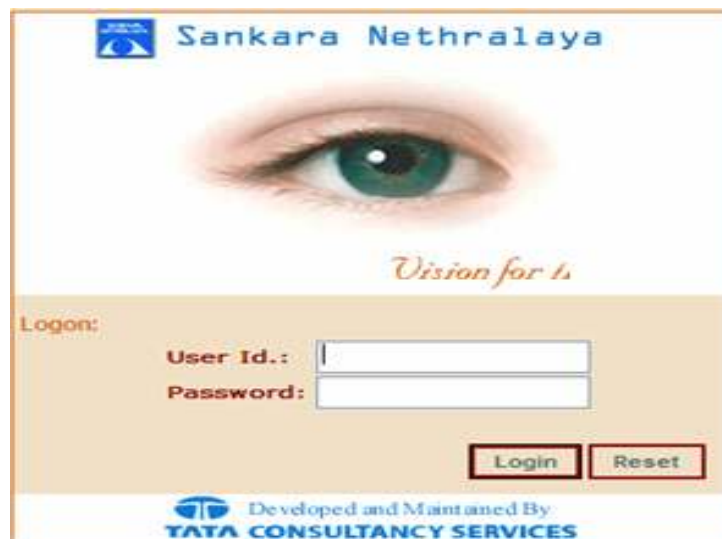 Sankara Nethralaya
Vision for
Logon:
User Id.:
Password:
Login Reset
Developed and Maintained By
TATA CONSULTANCY SERVICES